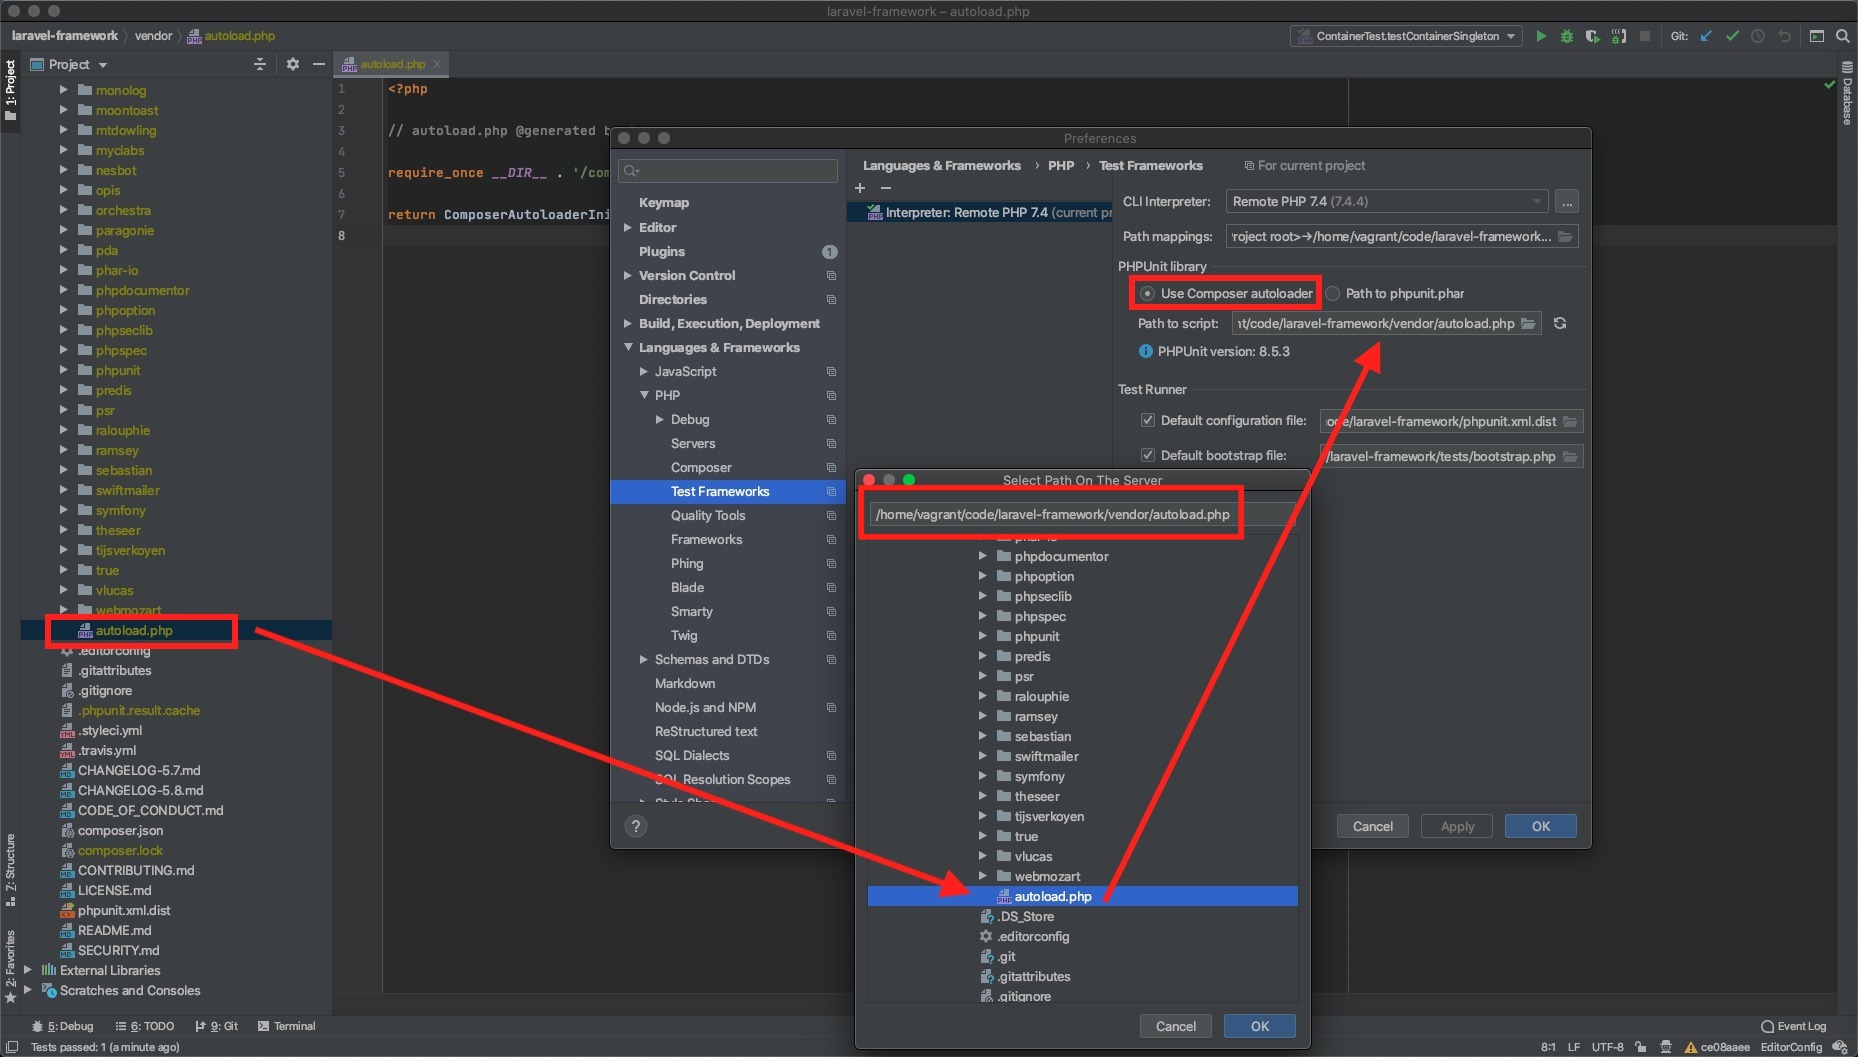 laravel-framework – autoload.php
laravel-framework
vendor
autoload.php
ContainerTest.testContainerSingleton
Git:
1: Project
Project
monolog
moontoast
mtdowling
myclabs
nesbot
opis
orchestra
paragonie
pda
phar-io
phpdocumentor
phpoption
phpseclib
phpspec
phpunit
predis
psr
ralouphie
ramsey
sebastian
swiftmailer
symfony
theseer
tijsverkoyen
true
vlucas
webmozart
autoload.php
.editorconfig
.gitattributes
.gitignore
.phpunit.result.cache
.styleci.yml
.travis.yml
CHANGELOG-5.7.md
CHANGELOG-5.8.md
CODE_OF_CONDUCT.md
composer.json
composer.lock
CONTRIBUTING.md
LICENSE.md
phpunit.xml.dist
README.md
SECURITY.md
External Libraries
Scratches and Consoles
Z: Structure
2: Favorites
autoload.php
1 <?php
2
3 // autoload.php @generated b
4
5 require_once __DIR__ . '/com
6
7 return ComposerAutoloaderIni
8
Database
Preferences
Keymap
Editor
Plugins 1
Version Control
Directories
Build, Execution, Deployment
Languages & Frameworks
JavaScript
PHP
Debug
Servers
Composer
Test Frameworks
Quality Tools
Frameworks
Phing
Blade
Smarty
Twig
Schemas and DTDs
Markdown
Node.js and NPM
ReStructured text
SQL Dialects
SQL Resolution Scopes
Languages & Frameworks › PHP › Test Frameworks
For current project
+ −
Interpreter: Remote PHP 7.4 (current pr
CLI Interpreter: Remote PHP 7.4 (7.4.4) ...
Path mappings: roject root>→/home/vagrant/code/laravel-framework...
PHPUnit library
Use Composer autoloader
Path to phpunit.phar
Path to script: t/code/laravel-framework/vendor/autoload.php
PHPUnit version: 8.5.3
Test Runner
Default configuration file: ode/laravel-framework/phpunit.xml.dist
Default bootstrap file: /laravel-framework/tests/bootstrap.php
?
Cancel
Apply
OK
Select Path On The Server
/home/vagrant/code/laravel-framework/vendor/autoload.php
phar-io
phpdocumentor
phpoption
phpseclib
phpspec
phpunit
predis
psr
ralouphie
ramsey
sebastian
swiftmailer
symfony
theseer
tijsverkoyen
true
vlucas
webmozart
autoload.php
.DS_Store
.editorconfig
.git
.gitattributes
.gitignore
Cancel
OK
5: Debug
6: TODO
9: Git
Terminal
Event Log
Tests passed: 1 (a minute ago)
8:1 LF UTF-8 ce08aaee EditorConfig